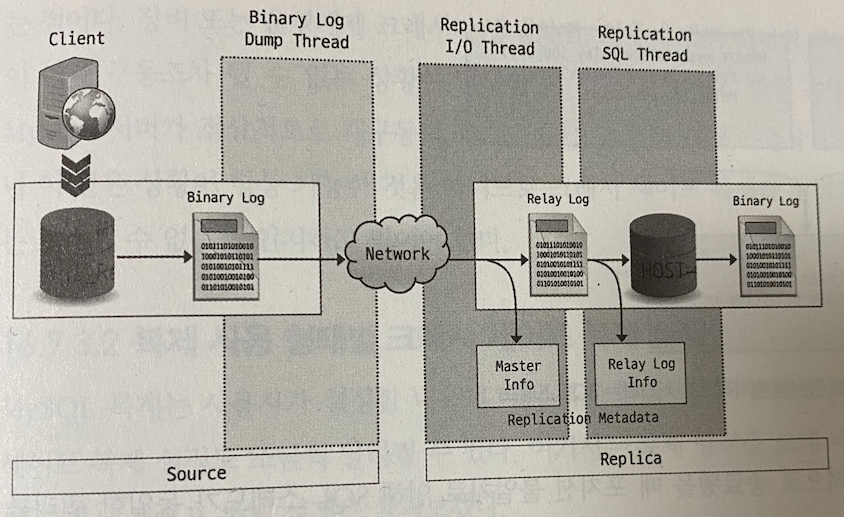 Client
Binary Log
Dump Thread
Replication
I/O Thread
Replication
SQL Thread
Binary Log
Network
Relay Log
Binary Log
01011101010010
10001010110101
01010010101111
01010010010100
01101010010101
01011101010010
10001010110101
01010010101111
01010010010100
01101010010101
01011101010010
10001010110101
01010010101111
01010010010100
01101010010101
HOST
Master
Info
Relay Log
Info
Replication Metadata
Source
Replica